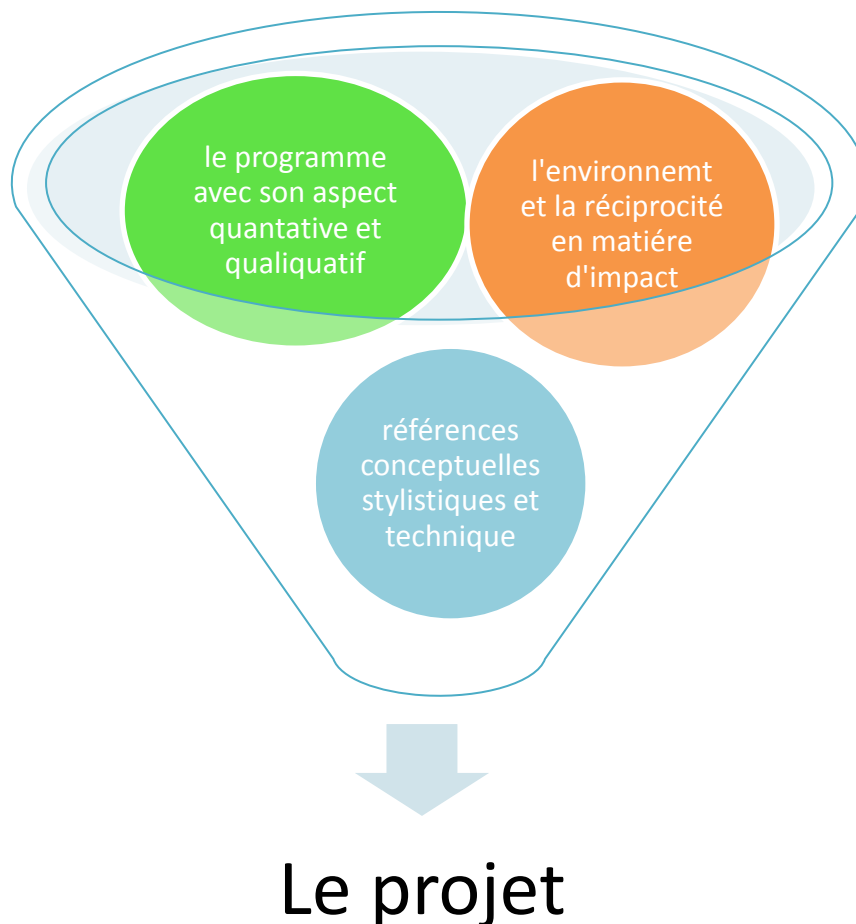 le programme
avec son aspect
quantative et
qualiquatif
l'environnemt
et la réciprocité
en matiére
d'impact
références
conceptuelles
stylistiques et
technique
Le projet